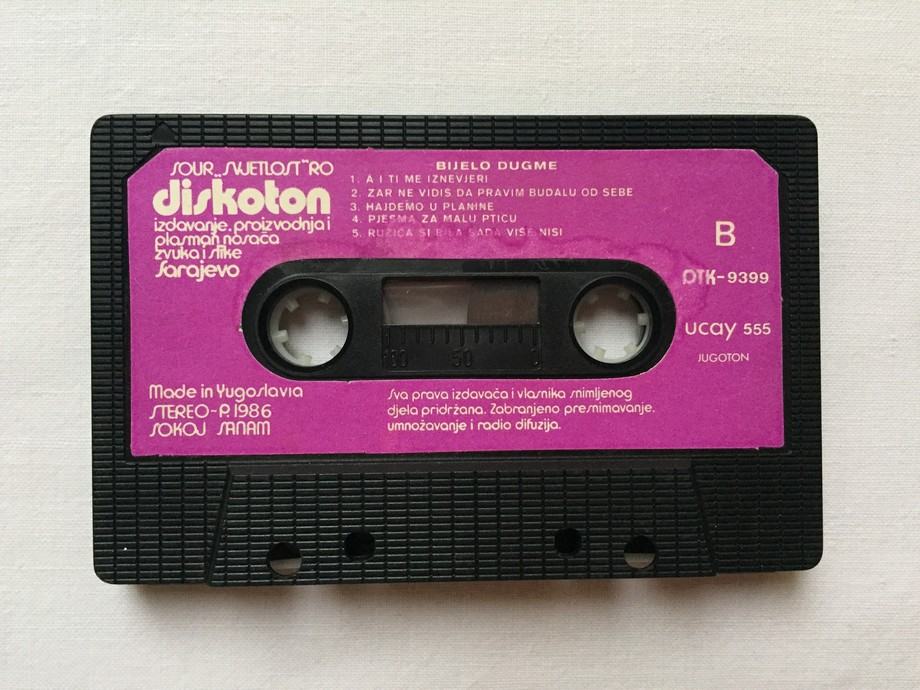 SOUR „SVJETLOST" RO
diskoton
izdavanje, proizvodnja i
plasman nosača
zvuka i slike
Sarajevo
BIJELO DUGME
1. A I TI ME IZNEVJERI
2. ZAR NE VIDIS DA PRAVIM BUDALU OD SEBE
3. HAJDEMO U PLANINE
4. PJESMA ZA MALU PTICU
5. RUŽICA SI BILA SADA VIŠE NISI
B
DTK-9399
ucay 555
JUGOTON
100 50 0
Made in Yugoslavia
STEREO-P. 1986
SOKOJ SANAM
Sva prava izdavača i vlasnika snimljenog
djela pridržana. Zabranjeno presnimavanje.
umnožavanje i radio difuzija.